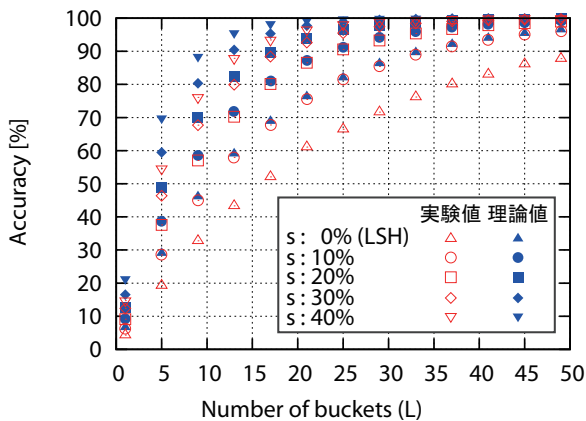 100
90
80
70
60
50
40
30
20
10
0
Accuracy [%]
実験値 理論値
s : 0% (LSH)
s : 10%
s : 20%
s : 30%
s : 40%
0 5 10 15 20 25 30 35 40 45 50
Number of buckets (L)